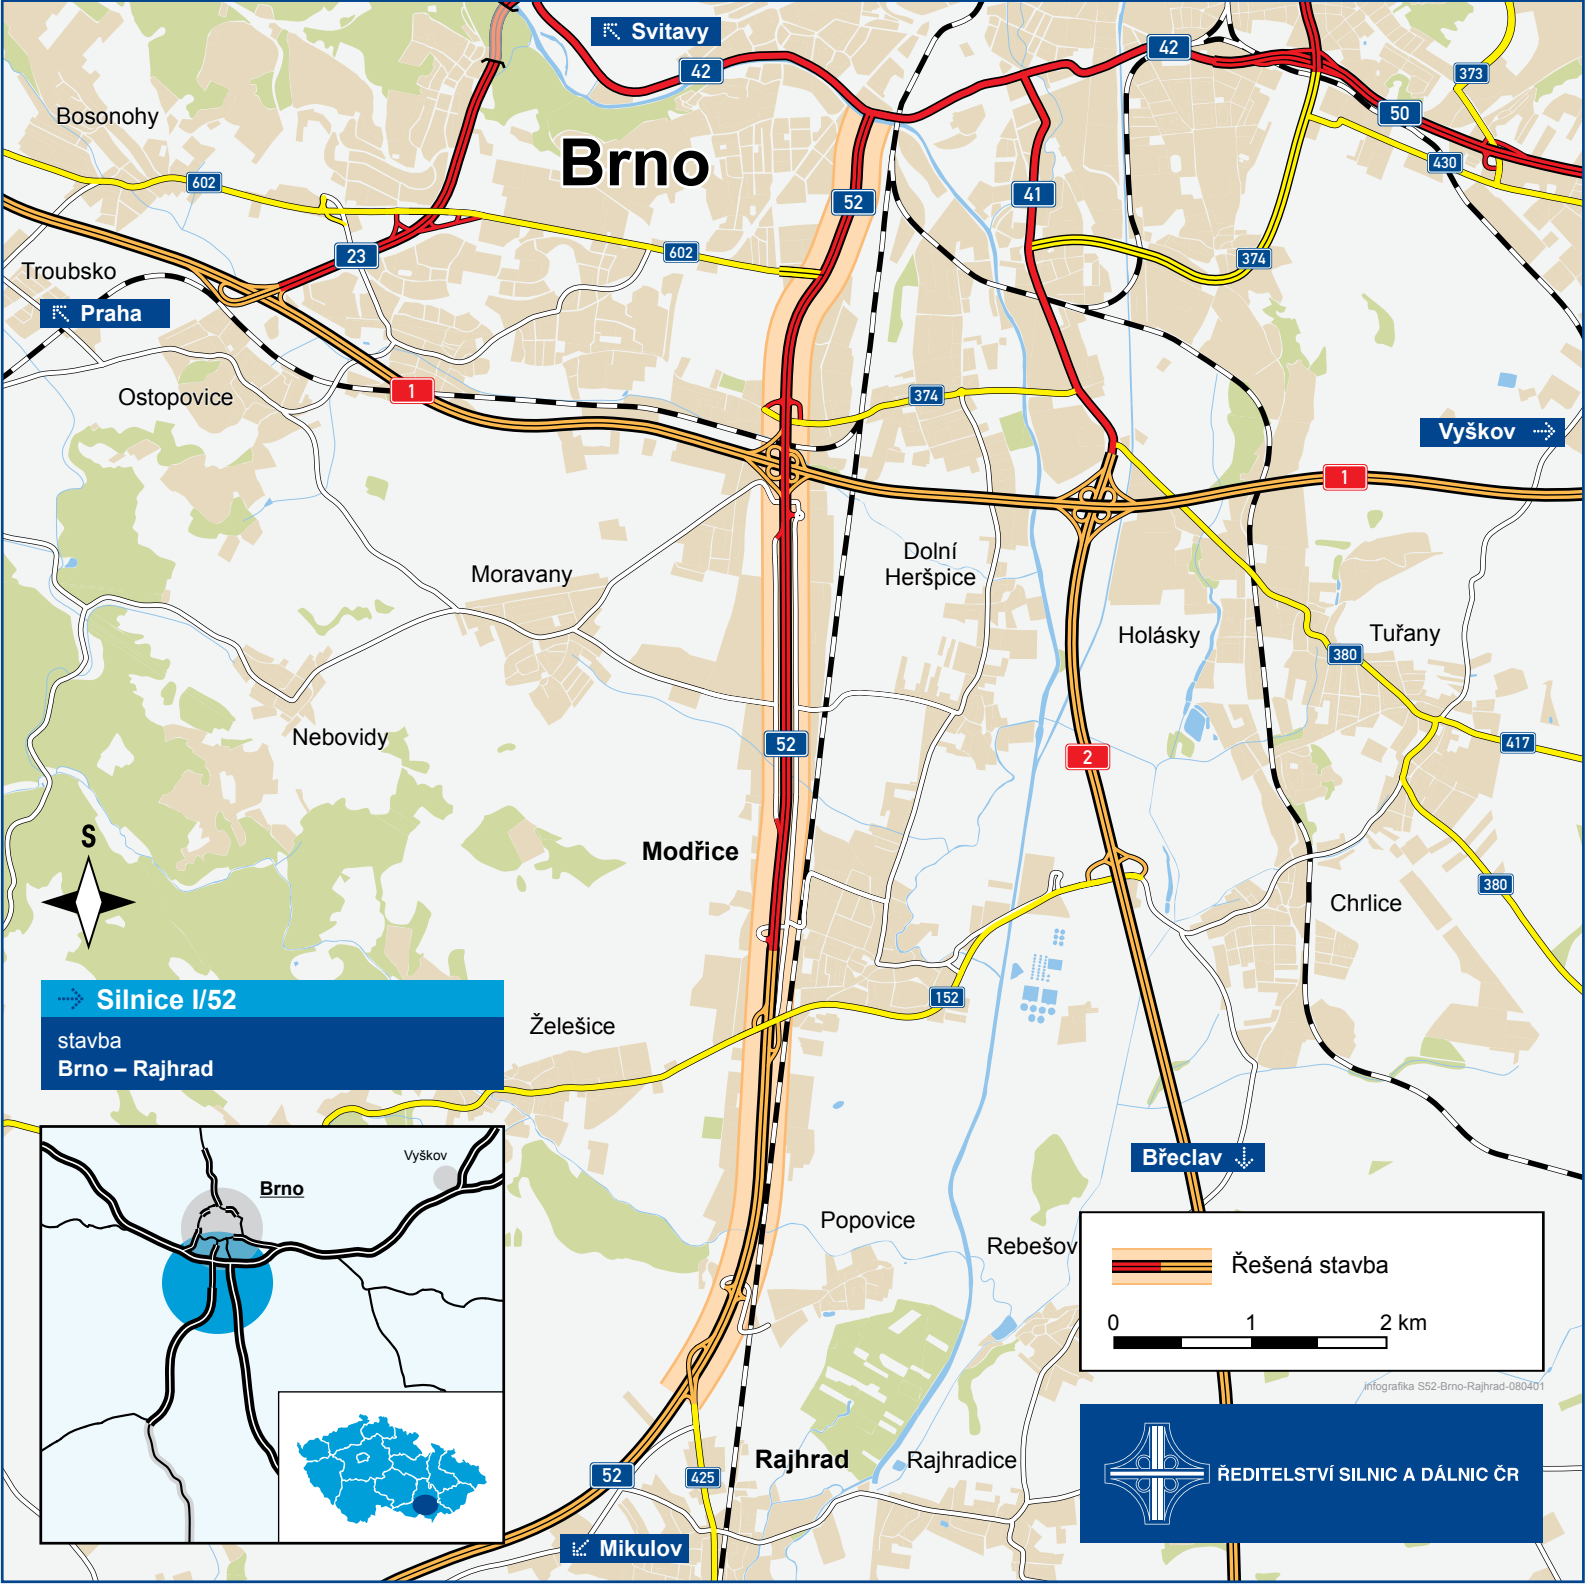 Svitavy
42
42
373
50
Bosonohy
Brno
430
602
52
41
602
374
23
Troubsko
Praha
1
374
Ostopovice
Vyškov
1
Dolní
Heršpice
Moravany
Holásky
Tuřany
380
Nebovidy
52
417
2
S
Modřice
380
Chrlice
152
Silnice I/52
stavba
Brno – Rajhrad
Želešice
Břeclav
Vyškov
Brno
Popovice
Rebešov
Řešená stavba
0 1 2 km
infografika S52-Brno-Rajhrad-080401
Rajhrad
Rajhradice
52
425
ŘEDITELSTVÍ SILNIC A DÁLNIC ČR
Mikulov